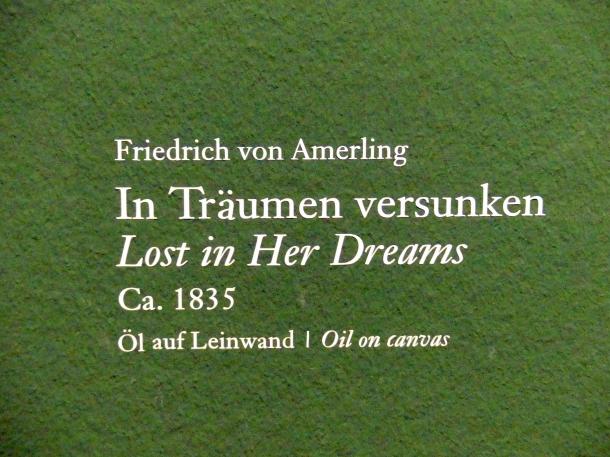 Friedrich von Amerling
In Träumen versunken
Lost in Her Dreams
Ca. 1835
Öl auf Leinwand | Oil on canvas